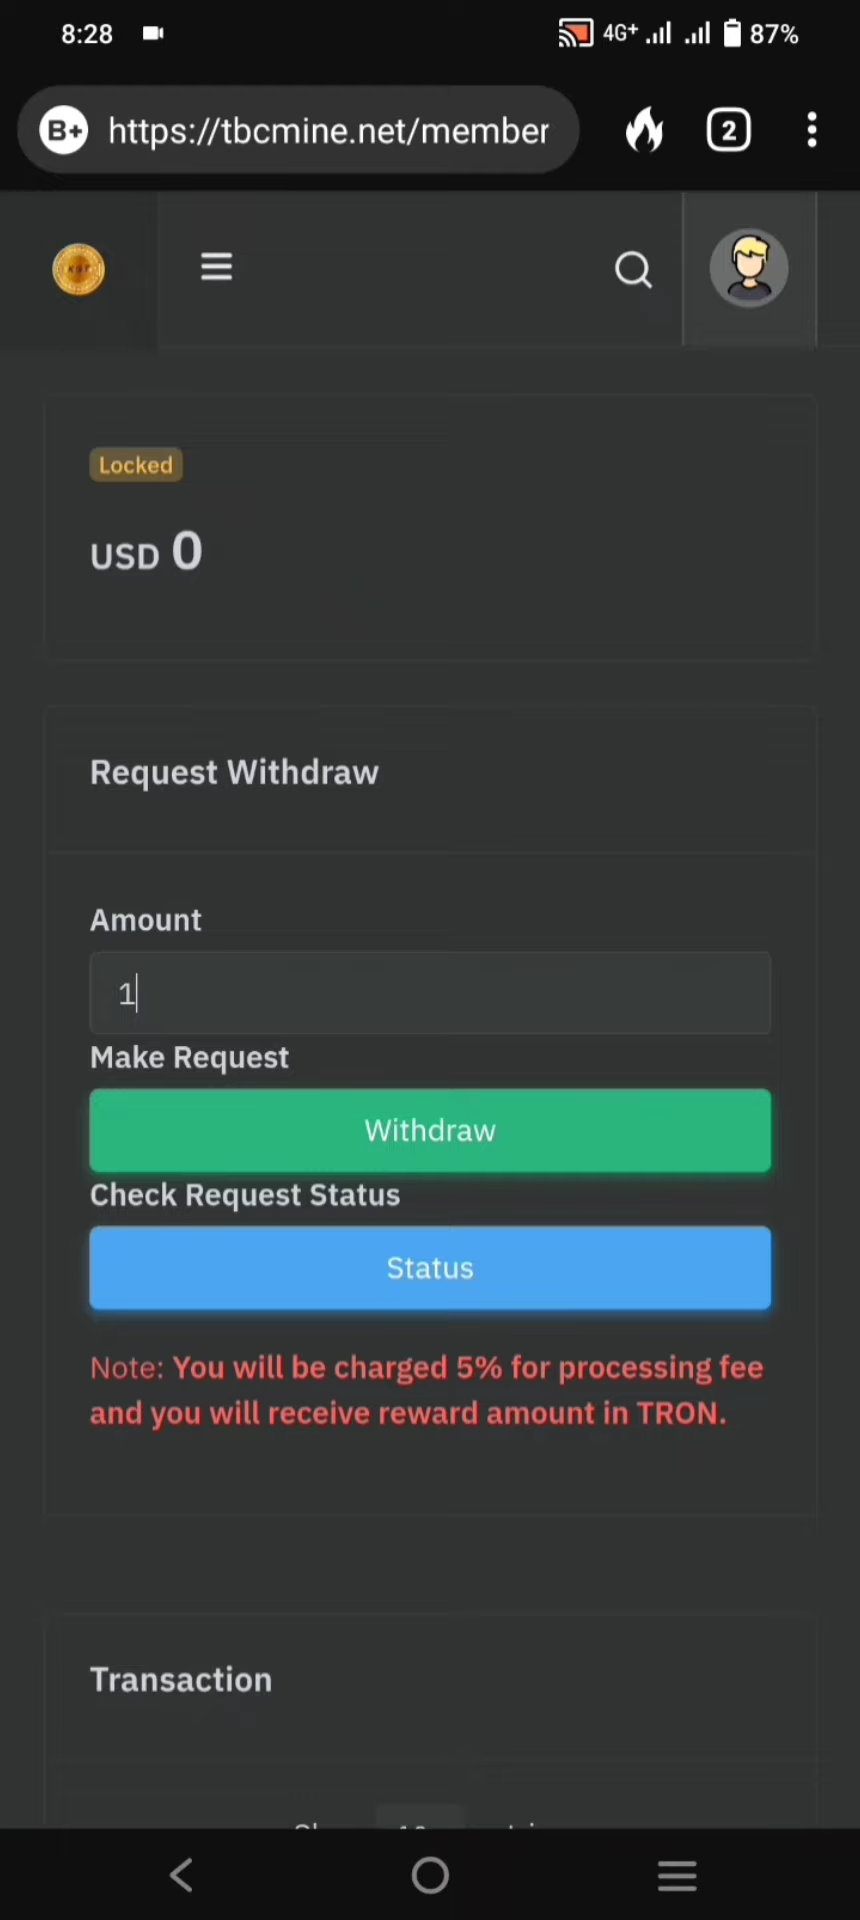 8:28 4G+ 87%
B+ https://tbcmine.net/member 2
KBT
Locked
USD 0
Request Withdraw
Amount
1
Make Request
Withdraw
Check Request Status
Status
Note: You will be charged 5% for processing fee
and you will receive reward amount in TRON.
Transaction